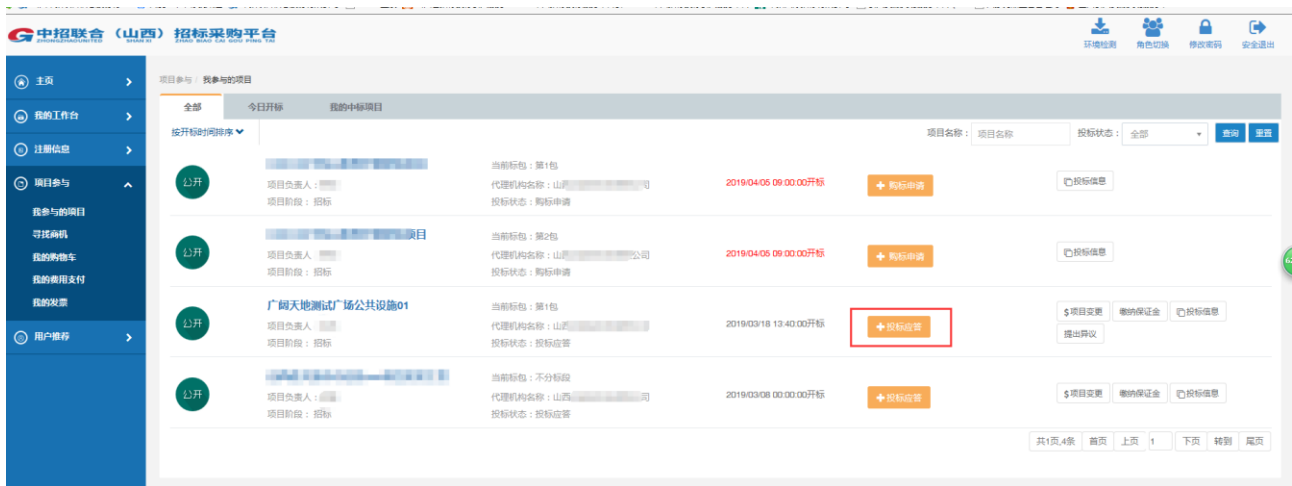 中招联合（山西）招标采购平台
ZHONGZHAOUNITED SHAN XI ZHAO BIAO CAI GOU PING TAI
环境检测 角色切换 修改密码 安全退出
主页
我的工作台
注册信息
项目参与
我参与的项目
寻找商机
我的购物车
我的费用支付
我的发票
用户推荐
项目参与 / 我参与的项目
全部 今日开标 我的中标项目
按开标时间排序 项目名称： 项目名称 投标状态： 全部 查询 重置
公开
项目负责人：
项目阶段： 招标
当前标包：第1包
代理机构名称：山 司
投标状态：购标申请
2019/04/05 09:00:00开标
购标申请
投标信息
公开
项目
项目负责人
项目阶段： 招标
当前标包：第2包
代理机构名称：山 公司
投标状态：购标申请
2019/04/05 09:00:00开标
购标申请
投标信息
公开
广阔天地测试广场公共设施01
项目负责人
项目阶段： 招标
当前标包：第1包
代理机构名称：山
投标状态：投标应答
2019/03/18 13:40:00开标
投标应答
$项目变更 缴纳保证金 投标信息
提出异议
公开
项目负责人：
项目阶段： 招标
当前标包：不分标段
代理机构名称：山西 司
投标状态：投标应答
2019/03/08 00:00:00开标
投标应答
$项目变更 缴纳保证金 投标信息
共1页,4条 首页 上页 1 下页 转到 尾页